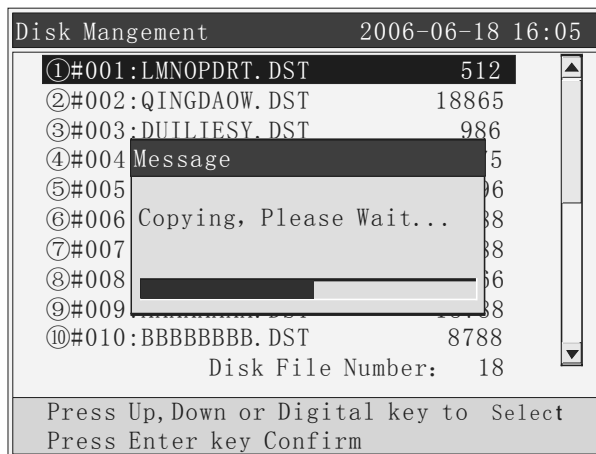 Disk Mangement 2006-06-18 16:05
①#001:LMNOPDRT.DST 512
②#002:QINGDAOW.DST 18865
③#003:DUILIESY.DST 986
④#004
Message
⑤#005
⑥#006 Copying, Please Wait...
⑦#007
⑧#008
⑨#009
⑩#010:BBBBBBBB.DST 8788
Disk File Number: 18
Press Up,Down or Digital key to Select
Press Enter key Confirm